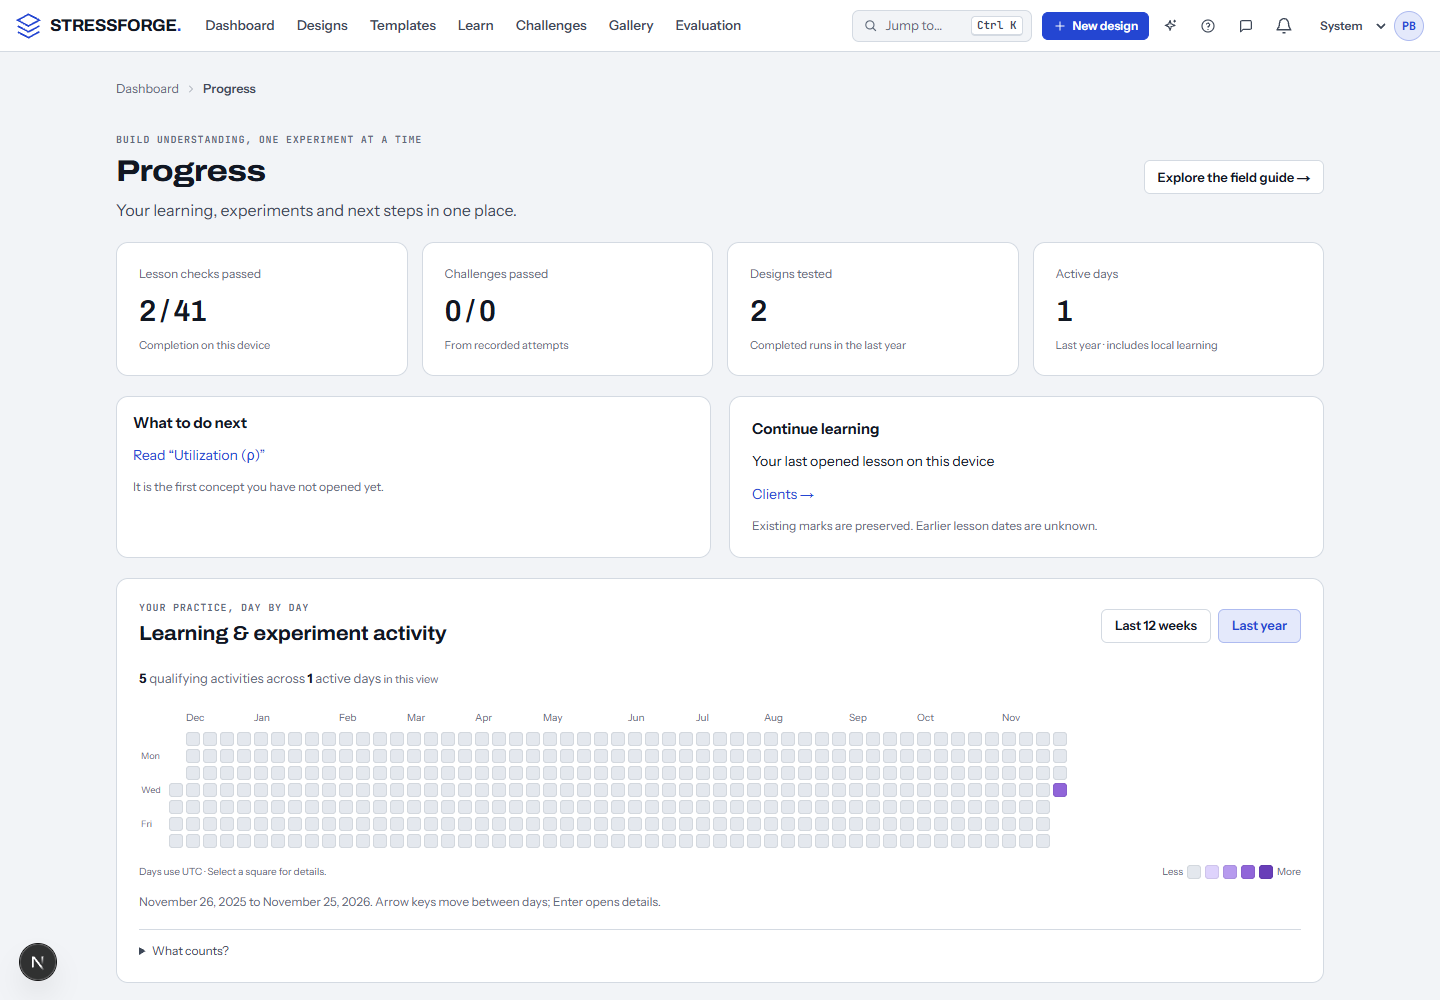 STRESSFORGE.
Dashboard
Designs
Templates
Learn
Challenges
Gallery
Evaluation
Jump to...
Ctrl K
New design
System
PB
Dashboard > Progress
BUILD UNDERSTANDING, ONE EXPERIMENT AT A TIME
Progress
Your learning, experiments and next steps in one place.
Explore the field guide →
Lesson checks passed
2 / 41
Completion on this device
Challenges passed
0 / 0
From recorded attempts
Designs tested
2
Completed runs in the last year
Active days
1
Last year · includes local learning
What to do next
Read “Utilization (ρ)”
It is the first concept you have not opened yet.
Continue learning
Your last opened lesson on this device
Clients →
Existing marks are preserved. Earlier lesson dates are unknown.
YOUR PRACTICE, DAY BY DAY
Learning & experiment activity
Last 12 weeks
Last year
5 qualifying activities across 1 active days in this view
Dec Jan Feb Mar Apr May Jun Jul Aug Sep Oct Nov
Mon
Wed
Fri
Days use UTC · Select a square for details.
Less
More
November 26, 2025 to November 25, 2026. Arrow keys move between days; Enter opens details.
What counts?
N